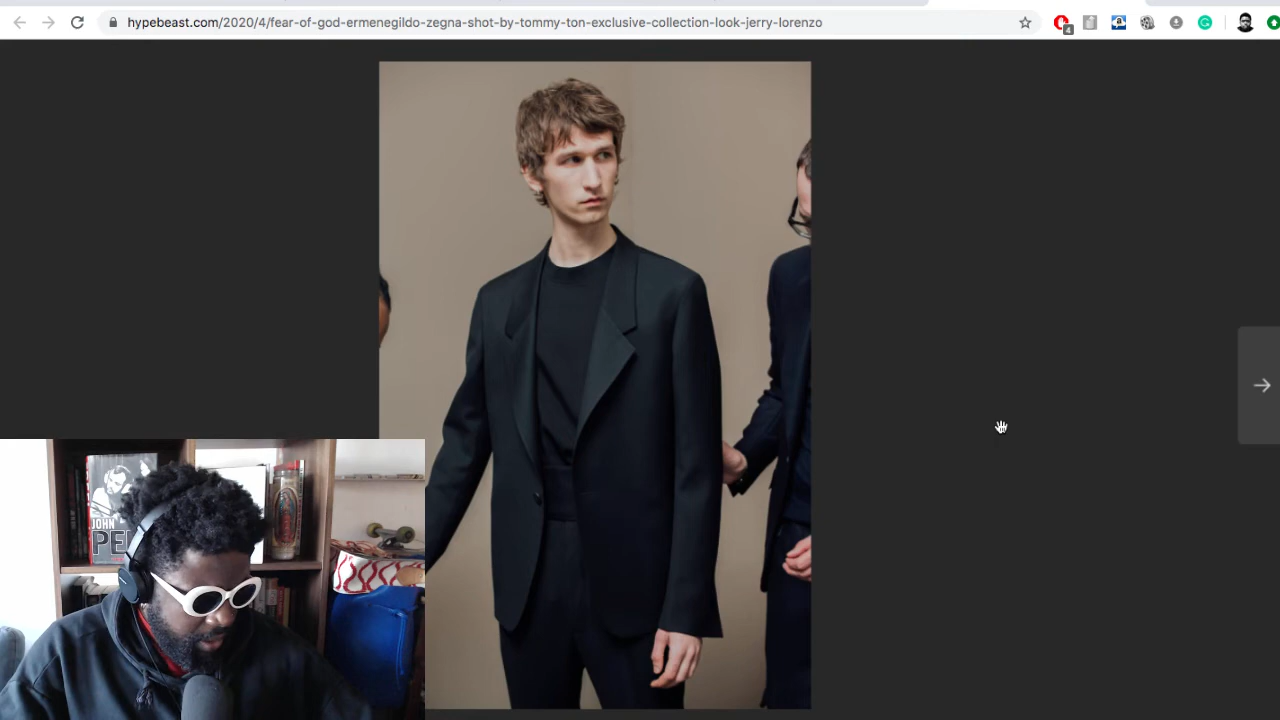 hypebeast.com/2020/4/fear-of-god-ermenegildo-zegna-shot-by-tommy-ton-exclusive-collection-look-jerry-lorenzo
4
JOHN
PE